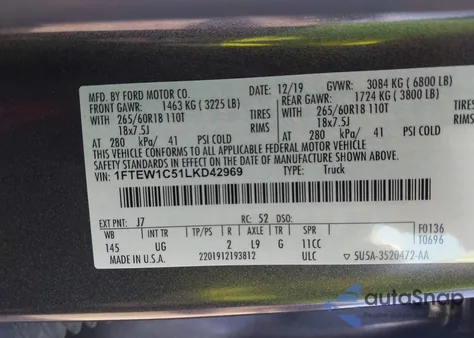 MFD. BY FORD MOTOR CO. 12/19 GVWR: 3084 KG (6800 LB)
FRONT GAWR: 1463 KG (3225 LB) REAR GAWR: 1724 KG (3800 LB)
WITH 265/60R18 110T TIRES WITH 265/60R18 110T TIRES
18x7.5J RIMS 18x7.5J RIMS
AT 280 kPa/ 41 PSI COLD AT 280 kPa/ 41 PSI COLD
THIS VEHICLE CONFORMS TO ALL APPLICABLE FEDERAL MOTOR VEHICLE
SAFETY STANDARDS IN EFFECT ON THE DATE OF MANUFACTURE SHOWN ABOVE.
VIN: 1FTEW1C51LKD42969 TYPE: Truck
EXT PNT: J7 RC: 52 DSO:
WB INT TR TP/PS R AXLE TR SPR F0136
145 UG 2 L9 G 11CC T0696
MADE IN U.S.A. 2201912193812 ULC 5U5A-3520472-AA
autoSnap